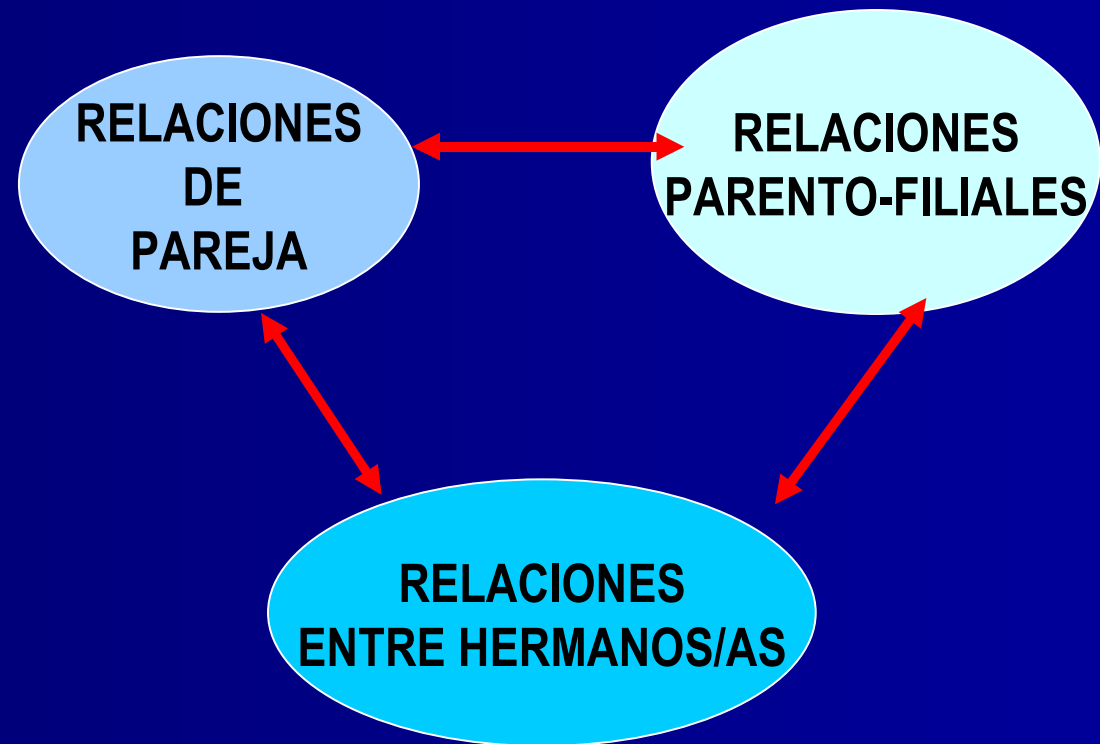 RELACIONES
DE
PAREJA
RELACIONES
PARENTO-FILIALES
RELACIONES
ENTRE HERMANOS/AS